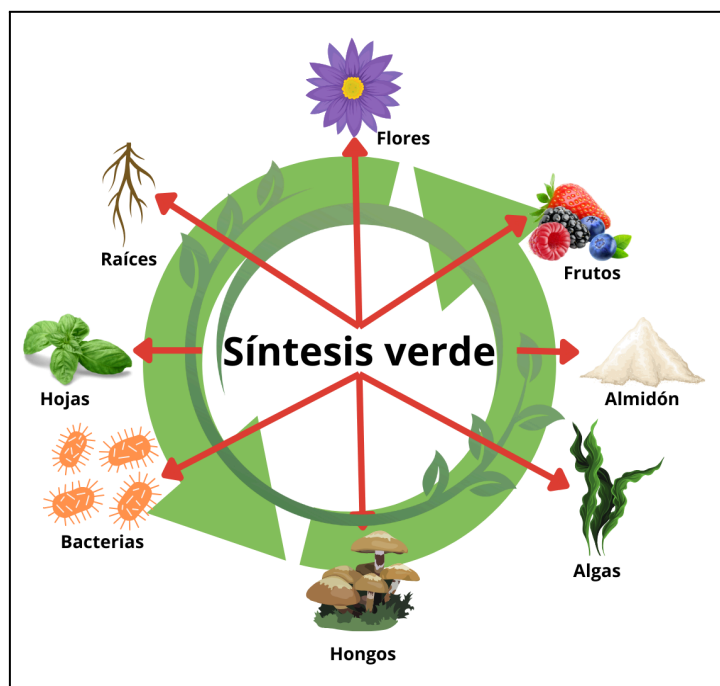 Flores
Raíces
Frutos
Síntesis verde
Hojas
Almidón
Bacterias
Algas
Hongos